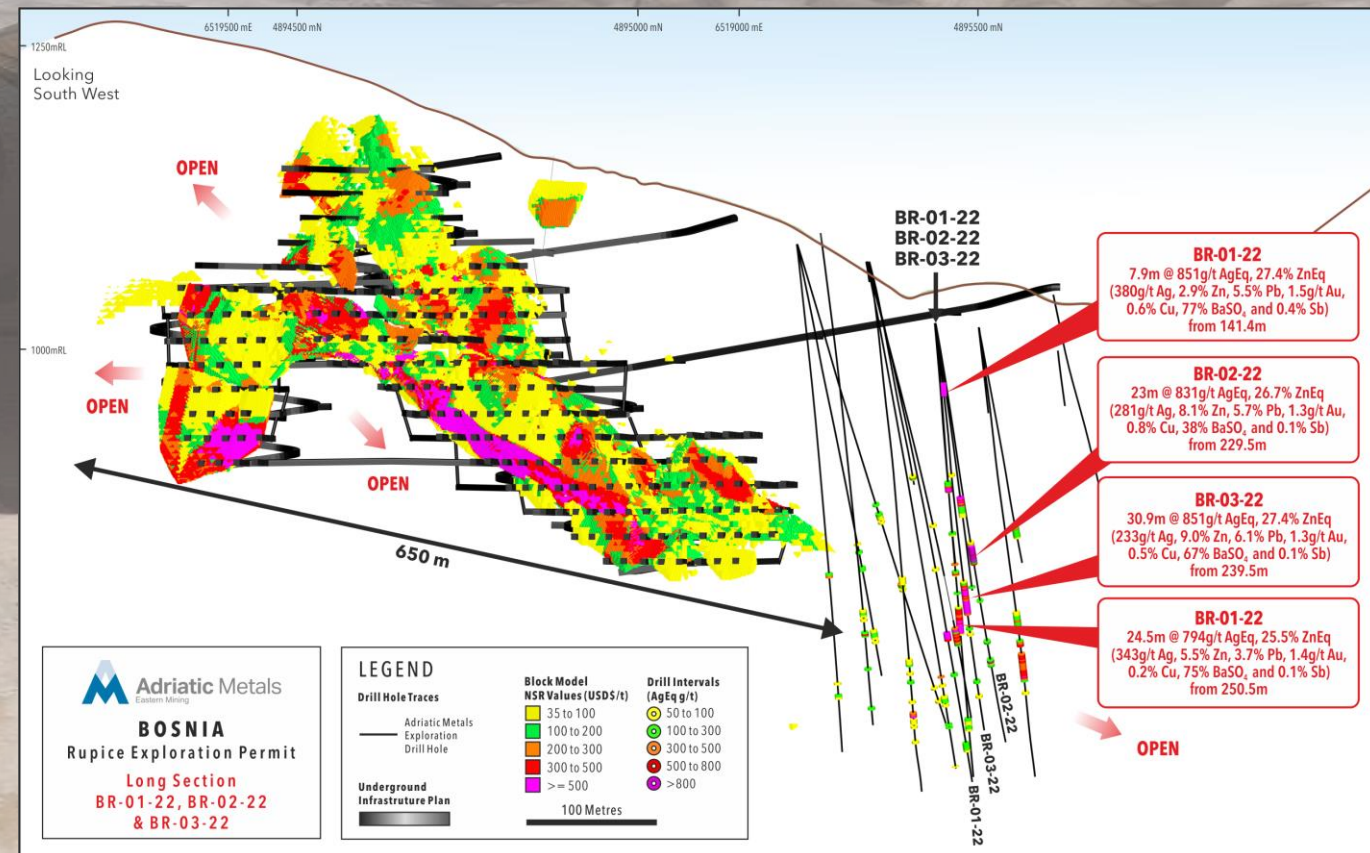 6519500 mE
4894500 mN
4895000 mN
6519000 mE
4895500 mN
1250mRL
Looking
South West
OPEN
1000mRL
OPEN
OPEN
650 m
BR-01-22
BR-02-22
BR-03-22
BR-01-22
7.9m @ 851g/t AgEq, 27.4% ZnEq
(380g/t Ag, 2.9% Zn, 5.5% Pb, 1.5g/t Au,
0.6% Cu, 77% BaSO₄ and 0.4% Sb)
from 141.4m
BR-02-22
23m @ 831g/t AgEq, 26.7% ZnEq
(281g/t Ag, 8.1% Zn, 5.7% Pb, 1.3g/t Au,
0.8% Cu, 38% BaSO₄ and 0.1% Sb)
from 229.5m
BR-03-22
30.9m @ 851g/t AgEq, 27.4% ZnEq
(233g/t Ag, 9.0% Zn, 6.1% Pb, 1.3g/t Au,
0.5% Cu, 67% BaSO₄ and 0.1% Sb)
from 239.5m
BR-01-22
24.5m @ 794g/t AgEq, 25.5% ZnEq
(343g/t Ag, 5.5% Zn, 3.7% Pb, 1.4g/t Au,
0.2% Cu, 75% BaSO₄ and 0.1% Sb)
from 250.5m
BR-02-22
BR-03-22
BR-01-22
OPEN
Adriatic Metals
Eastern Mining
BOSNIA
Rupice Exploration Permit
Long Section
BR-01-22, BR-02-22
& BR-03-22
LEGEND
Drill Hole Traces
Adriatic Metals
Exploration
Drill Hole
Underground
Infrastruture Plan
Block Model
NSR Values (USD$/t)
35 to 100
100 to 200
200 to 300
300 to 500
>= 500
Drill Intervals
(AgEq g/t)
50 to 100
100 to 300
300 to 500
500 to 800
>800
100 Metres